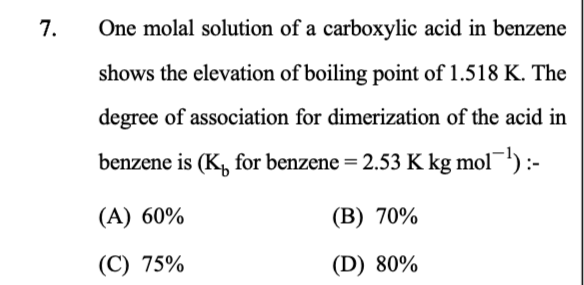 7. One molal solution of a carboxylic acid in benzene
shows the elevation of boiling point of 1.518 K. The
degree of association for dimerization of the acid in
benzene is (K_b for benzene = 2.53 K kg mol⁻¹) :-
(A) 60% (B) 70%
(C) 75% (D) 80%